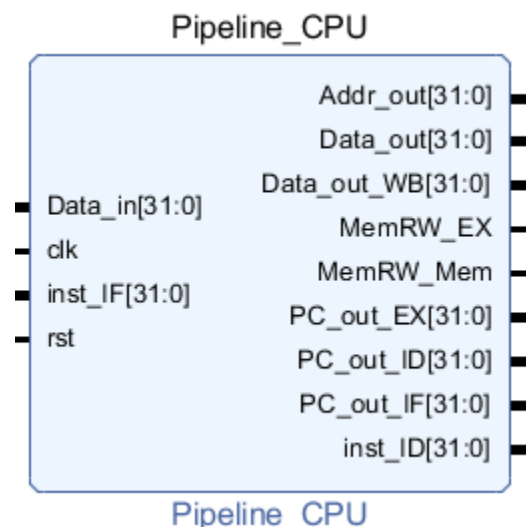 Pipeline_CPU
Data_in[31:0]
clk
inst_IF[31:0]
rst
Addr_out[31:0]
Data_out[31:0]
Data_out_WB[31:0]
MemRW_EX
MemRW_Mem
PC_out_EX[31:0]
PC_out_ID[31:0]
PC_out_IF[31:0]
inst_ID[31:0]
Pipeline_CPU